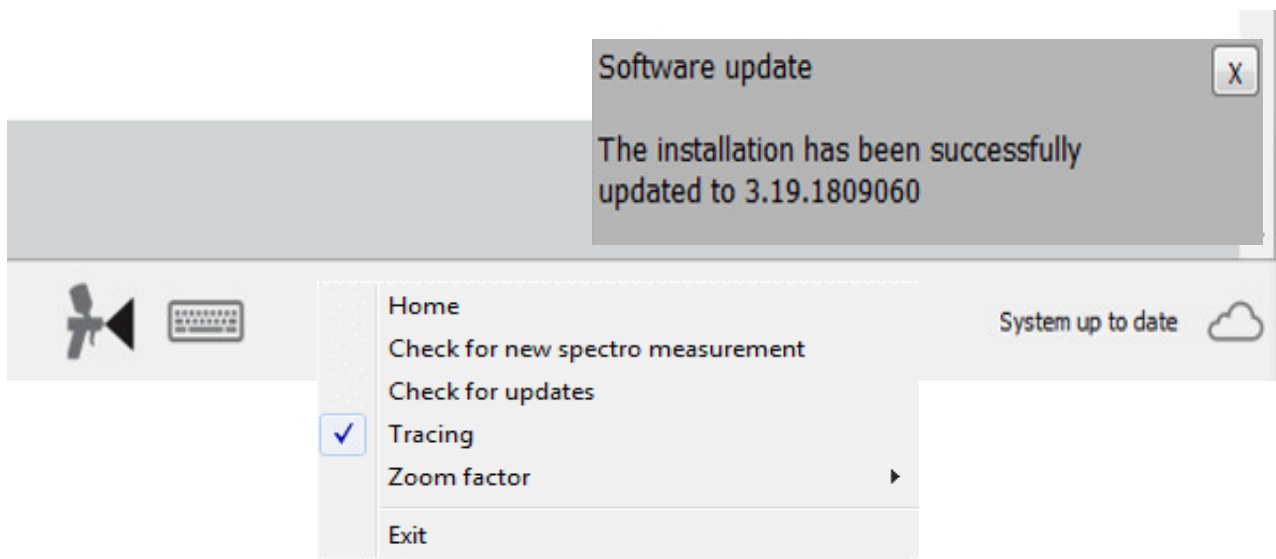 Software update
X
The installation has been successfully
updated to 3.19.1809060
Home
Check for new spectro measurement
Check for updates
Tracing
Zoom factor
Exit
System up to date